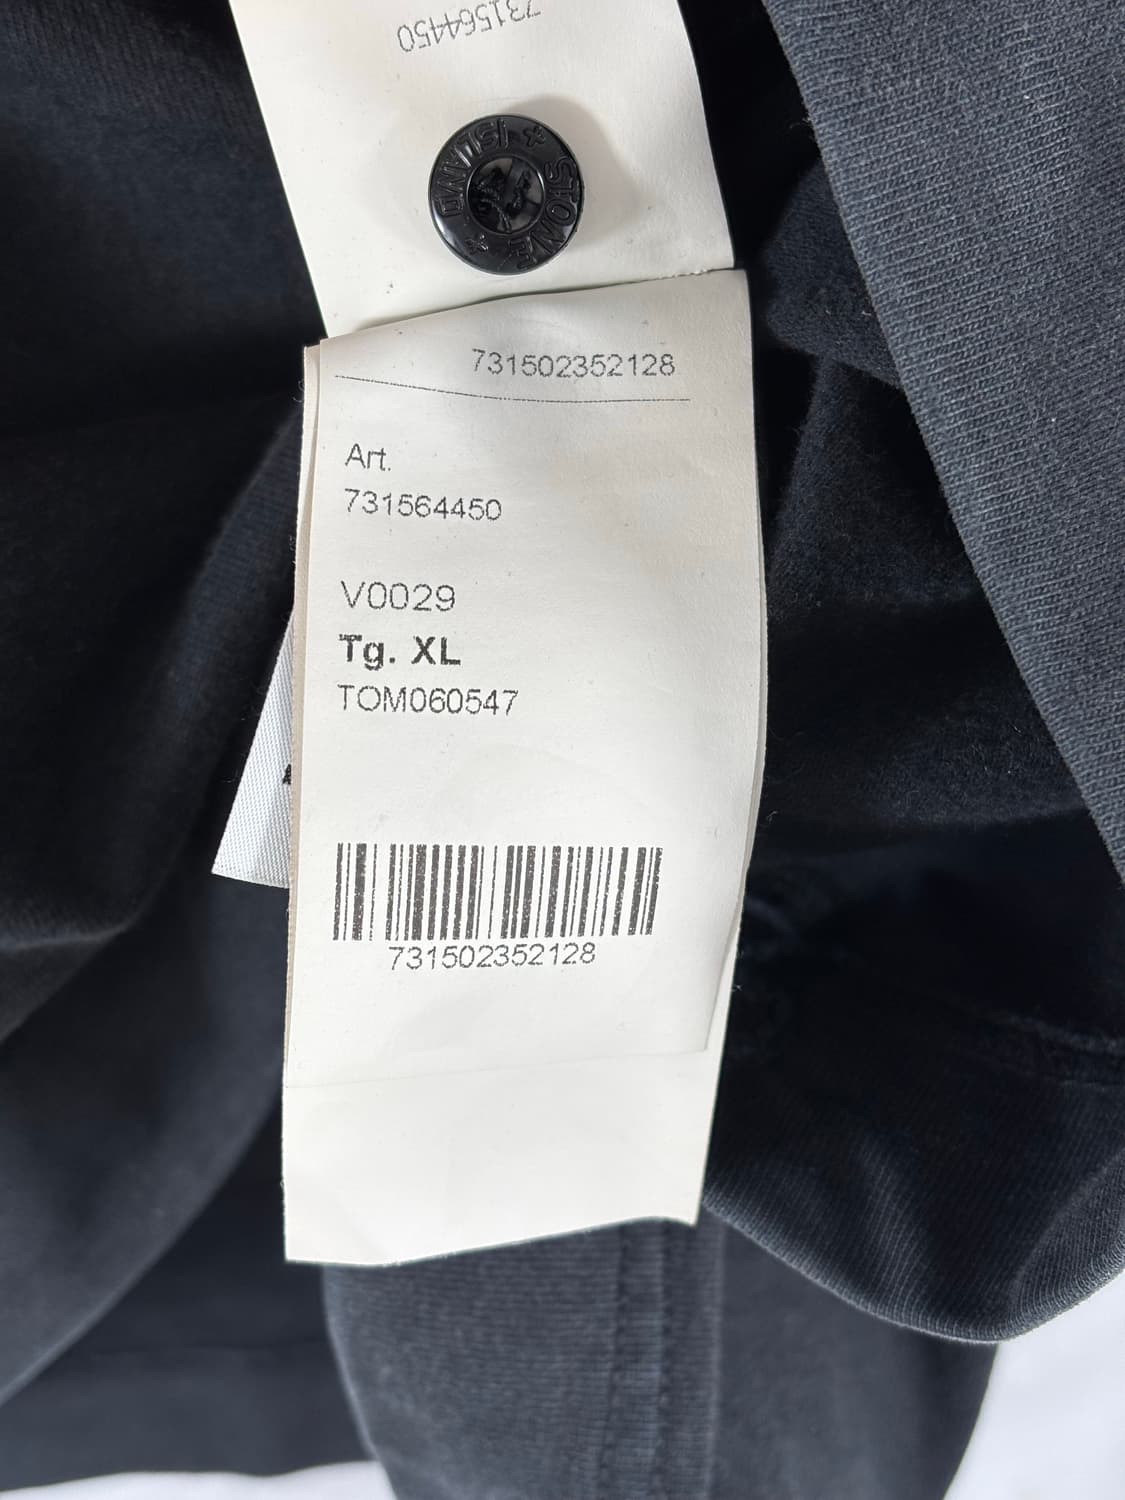 731564450
STONE ISLAND
731502352128
Art.
731564450
V0029
Tg. XL
TOM060547
731502352128